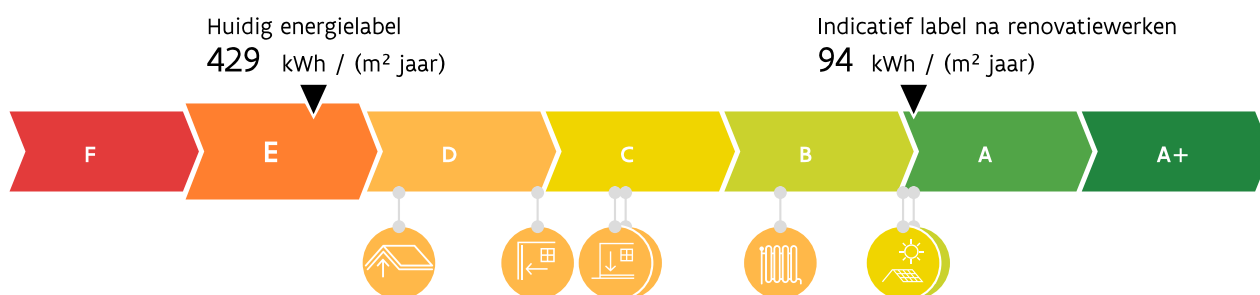 Huidig energielabel
429 kWh / (m² jaar)
Indicatief label na renovatiewerken
94 kWh / (m² jaar)
F
E
D
C
B
A
A+